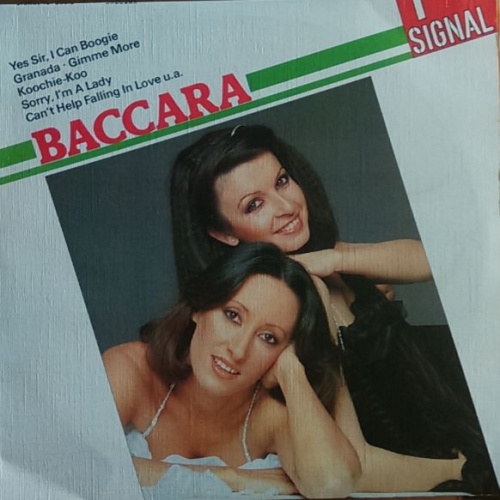 Yes Sir, I Can Boogie
Granada · Gimme More
Koochie-Koo
Sorry, I'm A Lady
Can't Help Falling In Love u.a.
BACCARA
SIGNAL